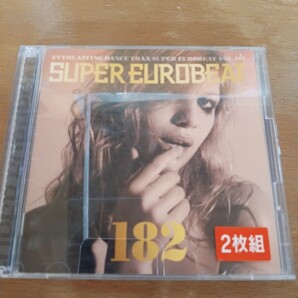 EVERLASTING DANCE TRAX SUPER EUROBEAT VOL.182
SUPER EUROBEAT
182
2枚組